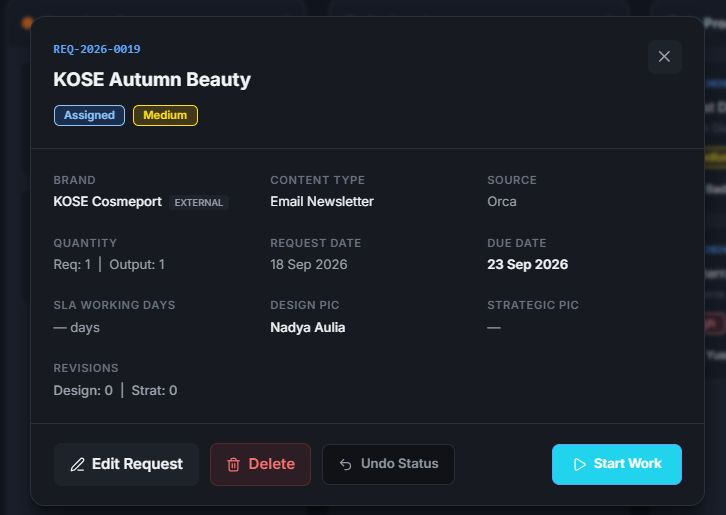 REQ-2026-0019
KOSE Autumn Beauty
Assigned Medium
BRAND CONTENT TYPE SOURCE
KOSE Cosmeport EXTERNAL Email Newsletter Orca
QUANTITY REQUEST DATE DUE DATE
Req: 1 | Output: 1 18 Sep 2026 23 Sep 2026
SLA WORKING DAYS DESIGN PIC STRATEGIC PIC
— days Nadya Aulia —
REVISIONS
Design: 0 | Strat: 0
Edit Request Delete Undo Status Start Work